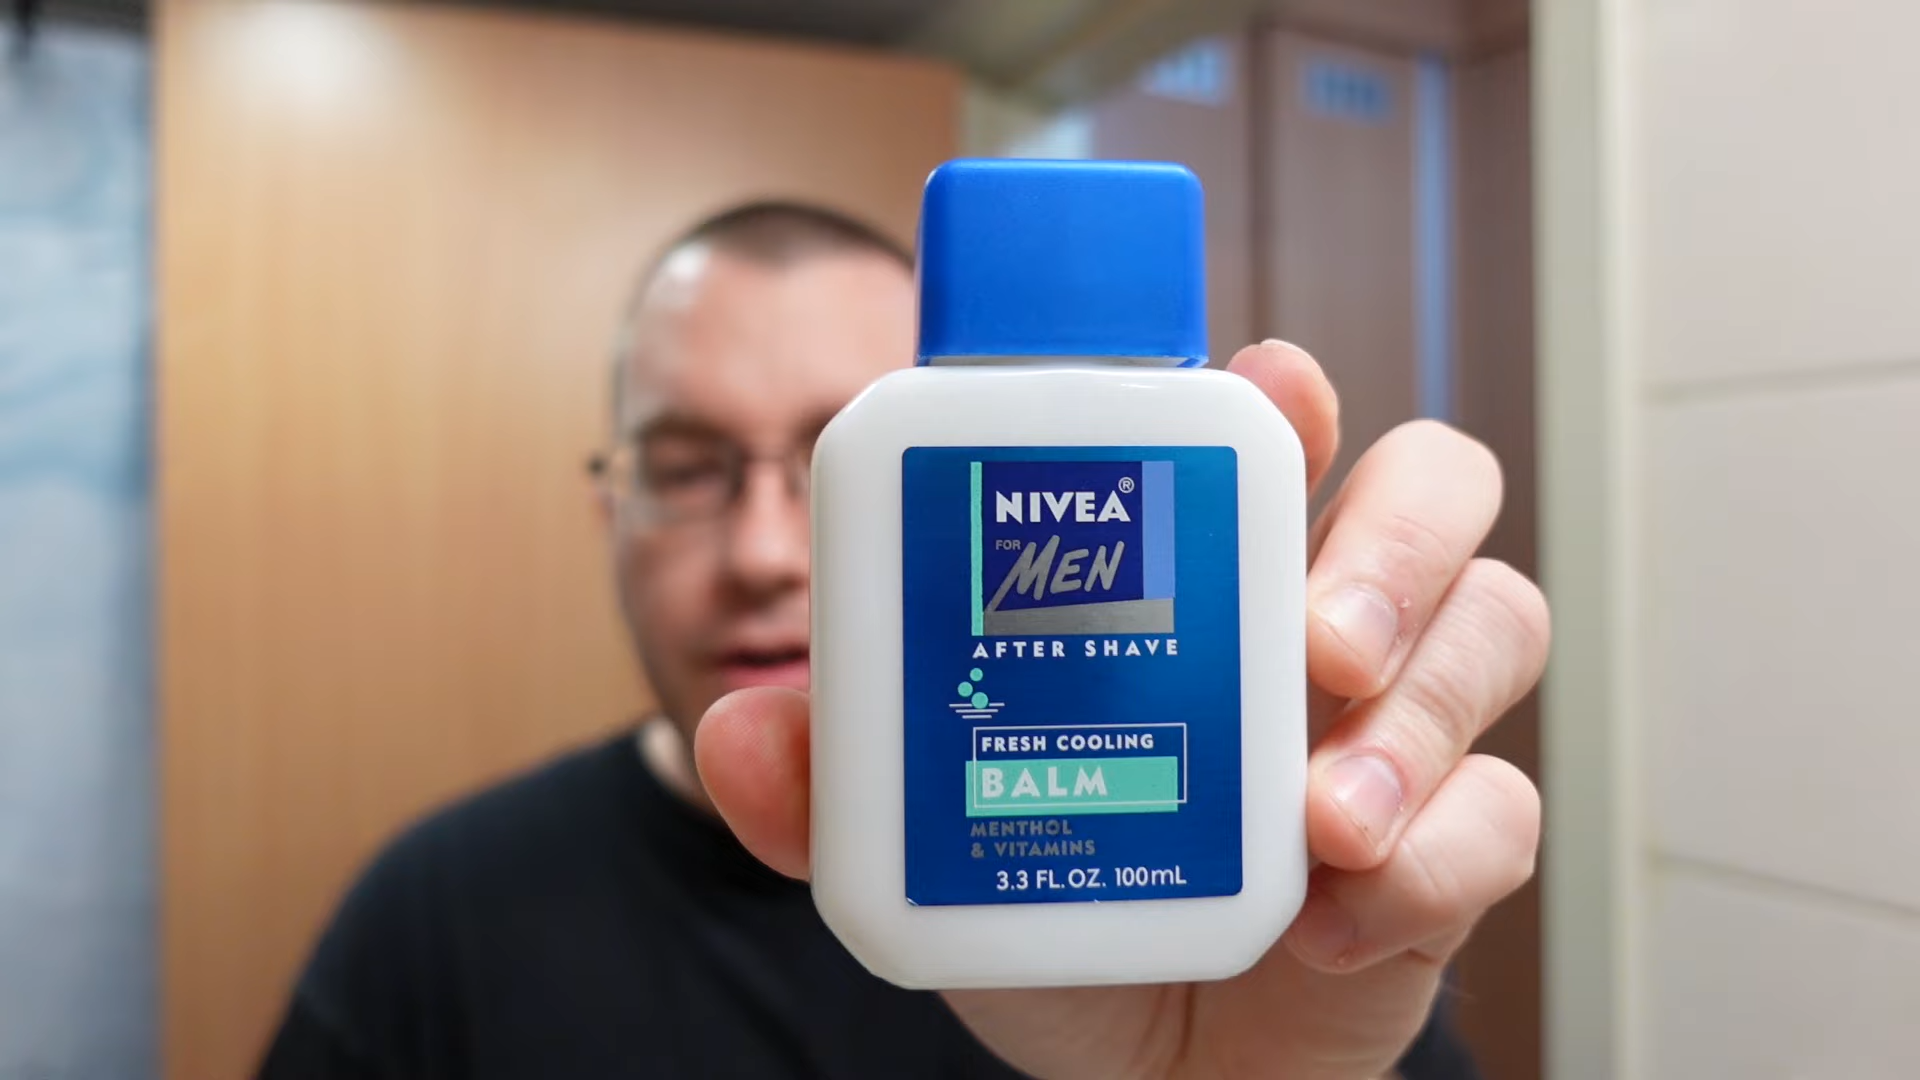 NIVEA®
FOR MEN
AFTER SHAVE
FRESH COOLING
BALM
MENTHOL
& VITAMINS
3.3 FL.OZ. 100mL